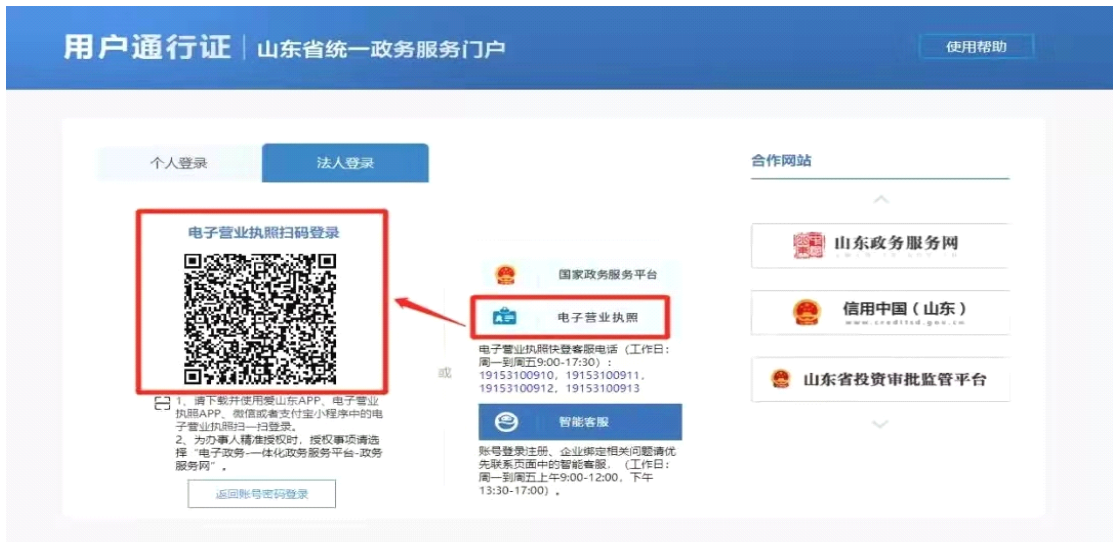 用户通行证
山东省统一政务服务门户
使用帮助
个人登录
法人登录
电子营业执照扫码登录
1、请下载并使用爱山东APP、电子营业
执照APP、微信或者支付宝小程序中的电
子营业执照扫一扫登录。
2、为办事人精准授权时，授权事项请选
择“电子政务-一体化政务服务平台-政务
服务网”。
返回账号密码登录
或
国家政务服务平台
电子营业执照
电子营业执照快登客服电话（工作日：
周一到周五9:00-17:30）：
19153100910、19153100911、
19153100912、19153100913
智能客服
账号登录注册、企业绑定相关问题请优
先联系页面中的智能客服，（工作日：
周一到周五上午9:00-12:00，下午
13:30-17:00）。
合作网站
山东政务服务网
信用中国（山东）
www.creditsd.gov.cn
山东省投资审批监管平台